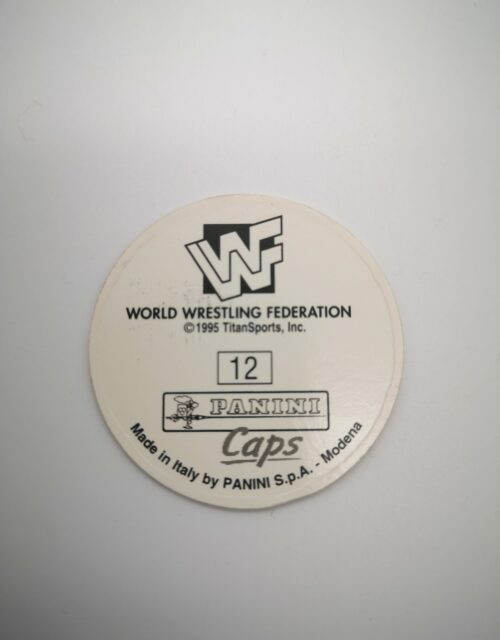 WF
WORLD WRESTLING FEDERATION
©1995 TitanSports, Inc.
12
PANINI
Caps
Made in Italy by PANINI S.p.A. - Modena